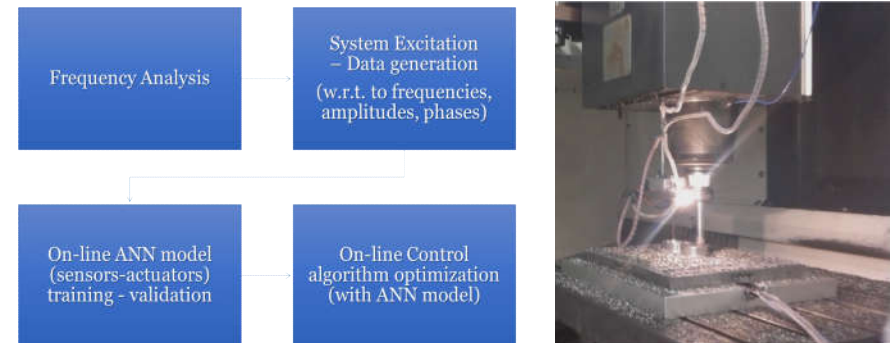 Frequency Analysis
System Excitation
– Data generation
(w.r.t. to frequencies,
amplitudes, phases)
On-line ANN model
(sensors-actuators)
training - validation
On-line Control
algorithm optimization
(with ANN model)